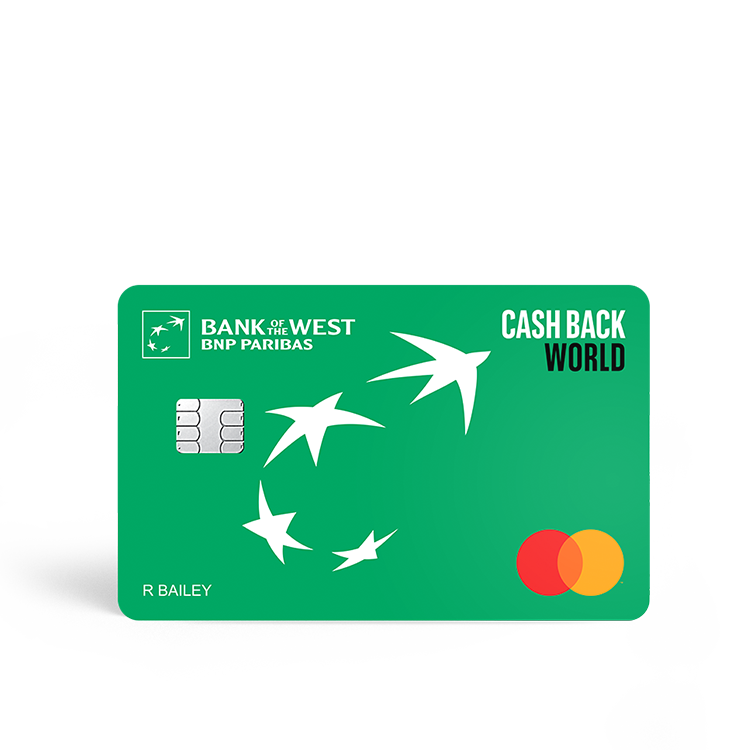 BANK OF THE WEST
BNP PARIBAS
CASH BACK
WORLD
R BAILEY